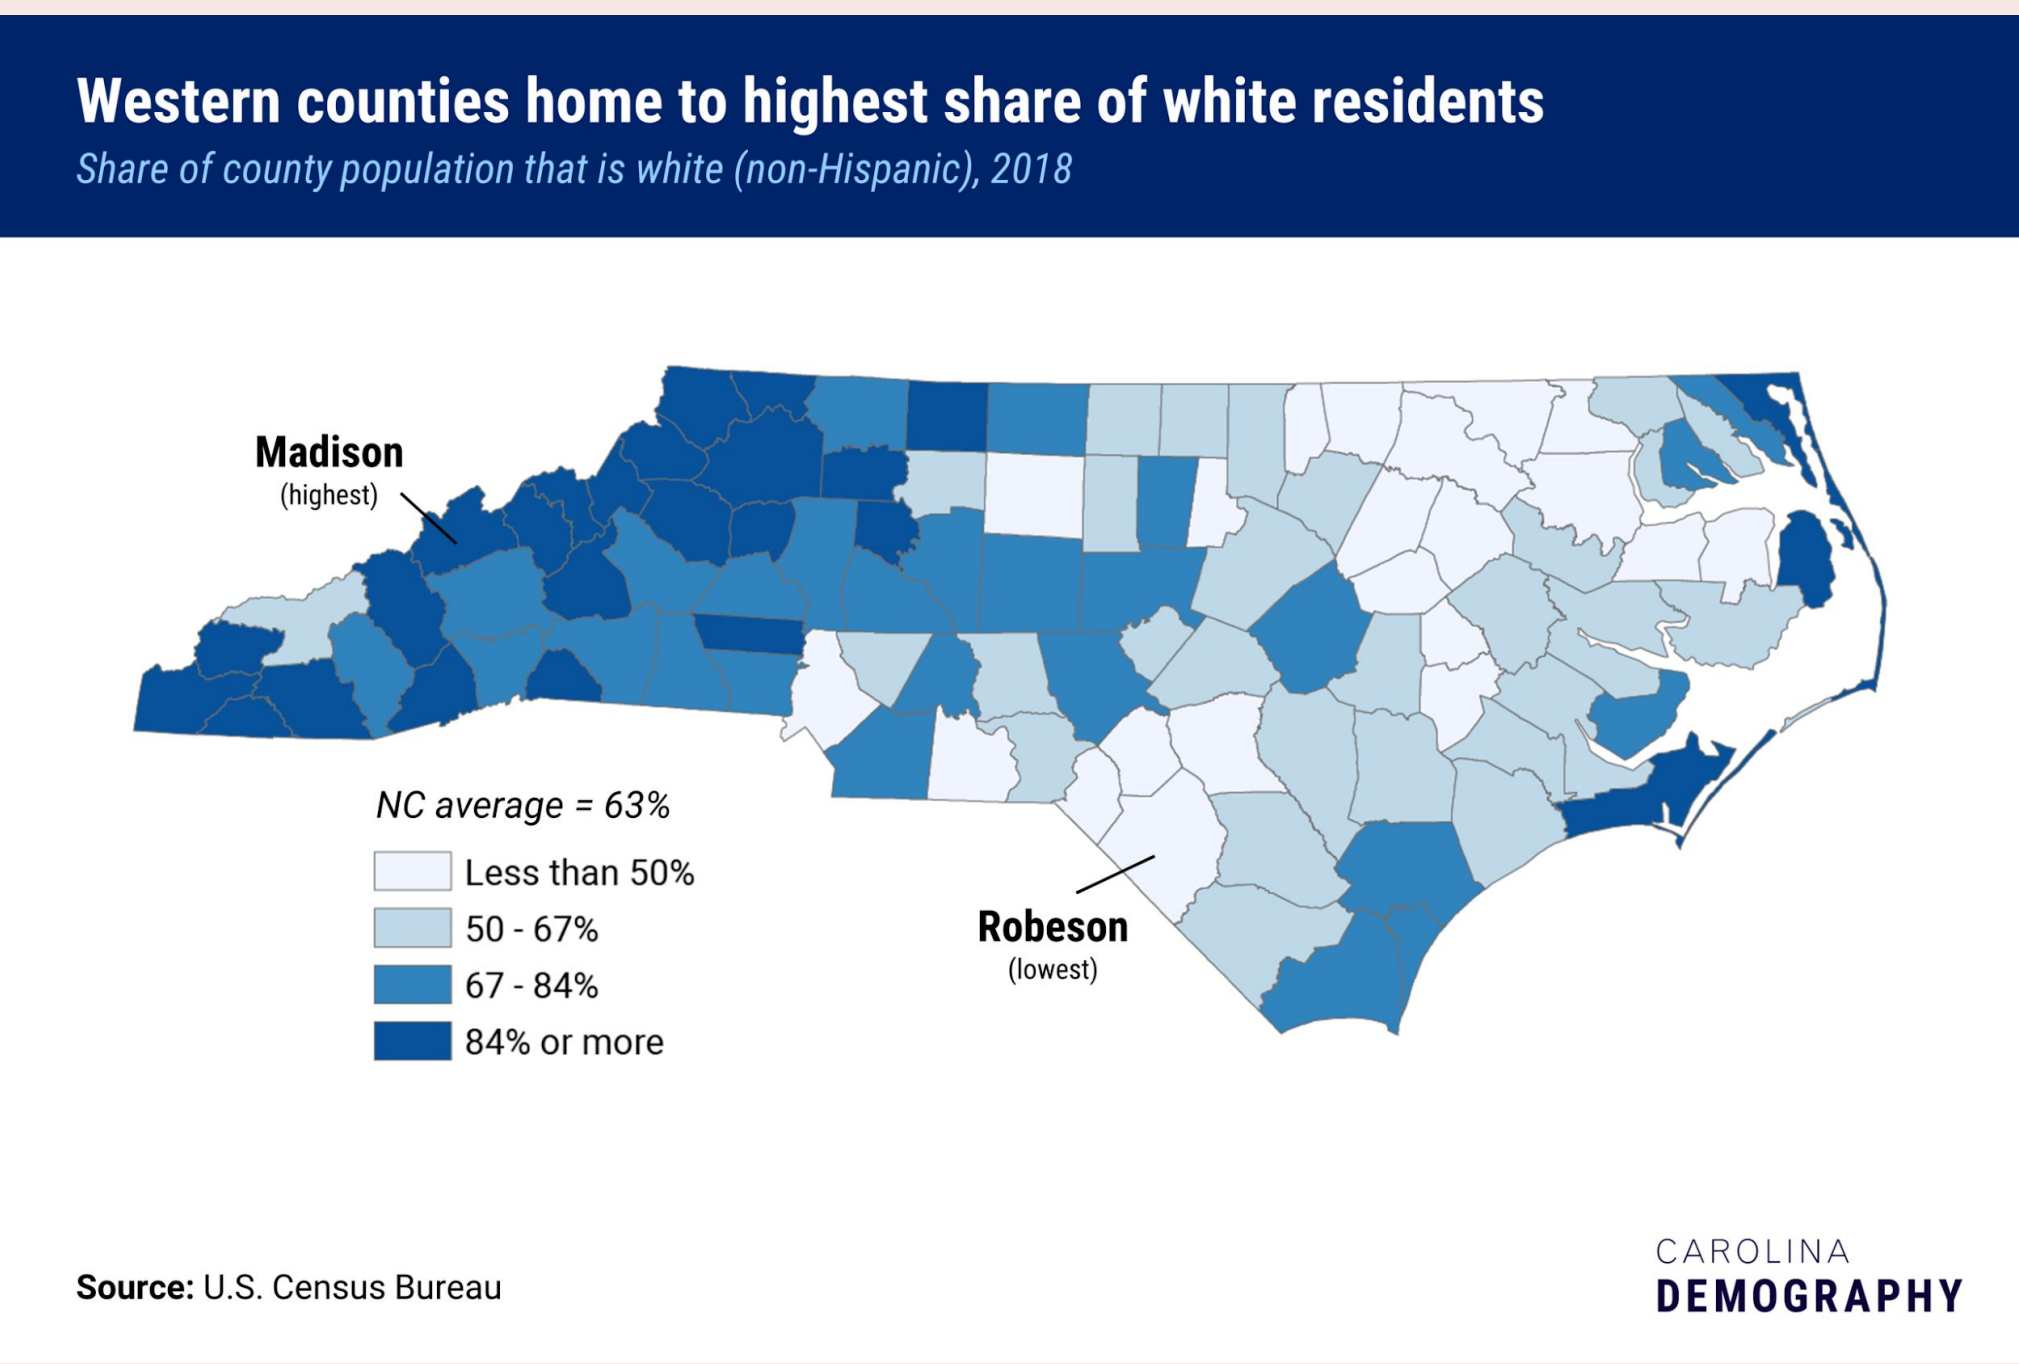 Western counties home to highest share of white residents
Share of county population that is white (non-Hispanic), 2018
Madison
(highest)
NC average = 63%
Less than 50%
50 - 67%
67 - 84%
84% or more
Robeson
(lowest)
Source: U.S. Census Bureau
CAROLINA
DEMOGRAPHY